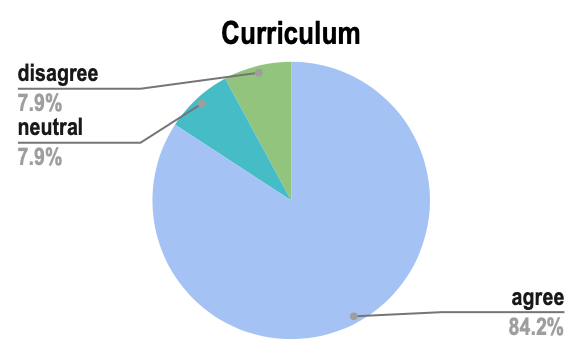 Curriculum
disagree
7.9%
neutral
7.9%
agree
84.2%